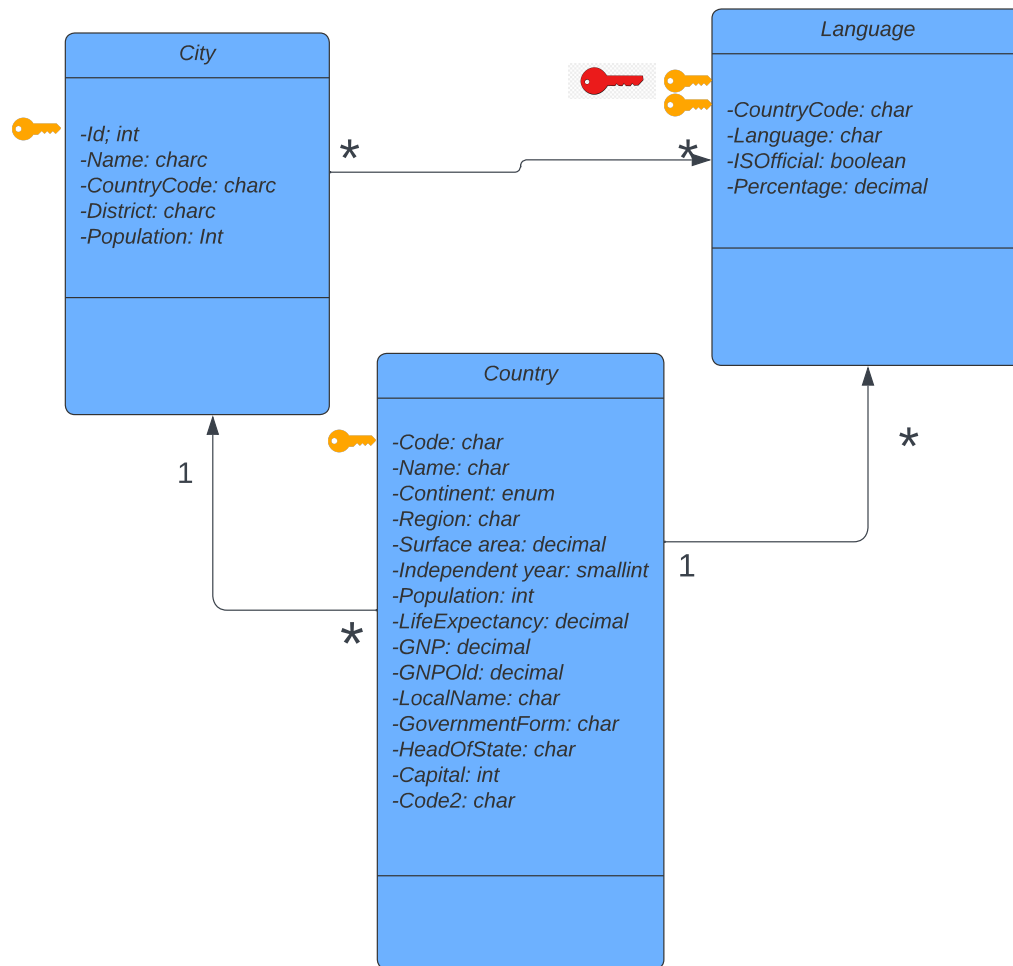 City
-Id; int
-Name: charc
-CountryCode: charc
-District: charc
-Population: Int
*
*
Language
-CountryCode: char
-Language: char
-ISOfficial: boolean
-Percentage: decimal
1
*
Country
-Code: char
-Name: char
-Continent: enum
-Region: char
-Surface area: decimal
-Independent year: smallint
-Population: int
-LifeExpectancy: decimal
-GNP: decimal
-GNPOld: decimal
-LocalName: char
-GovernmentForm: char
-HeadOfState: char
-Capital: int
-Code2: char
1
*